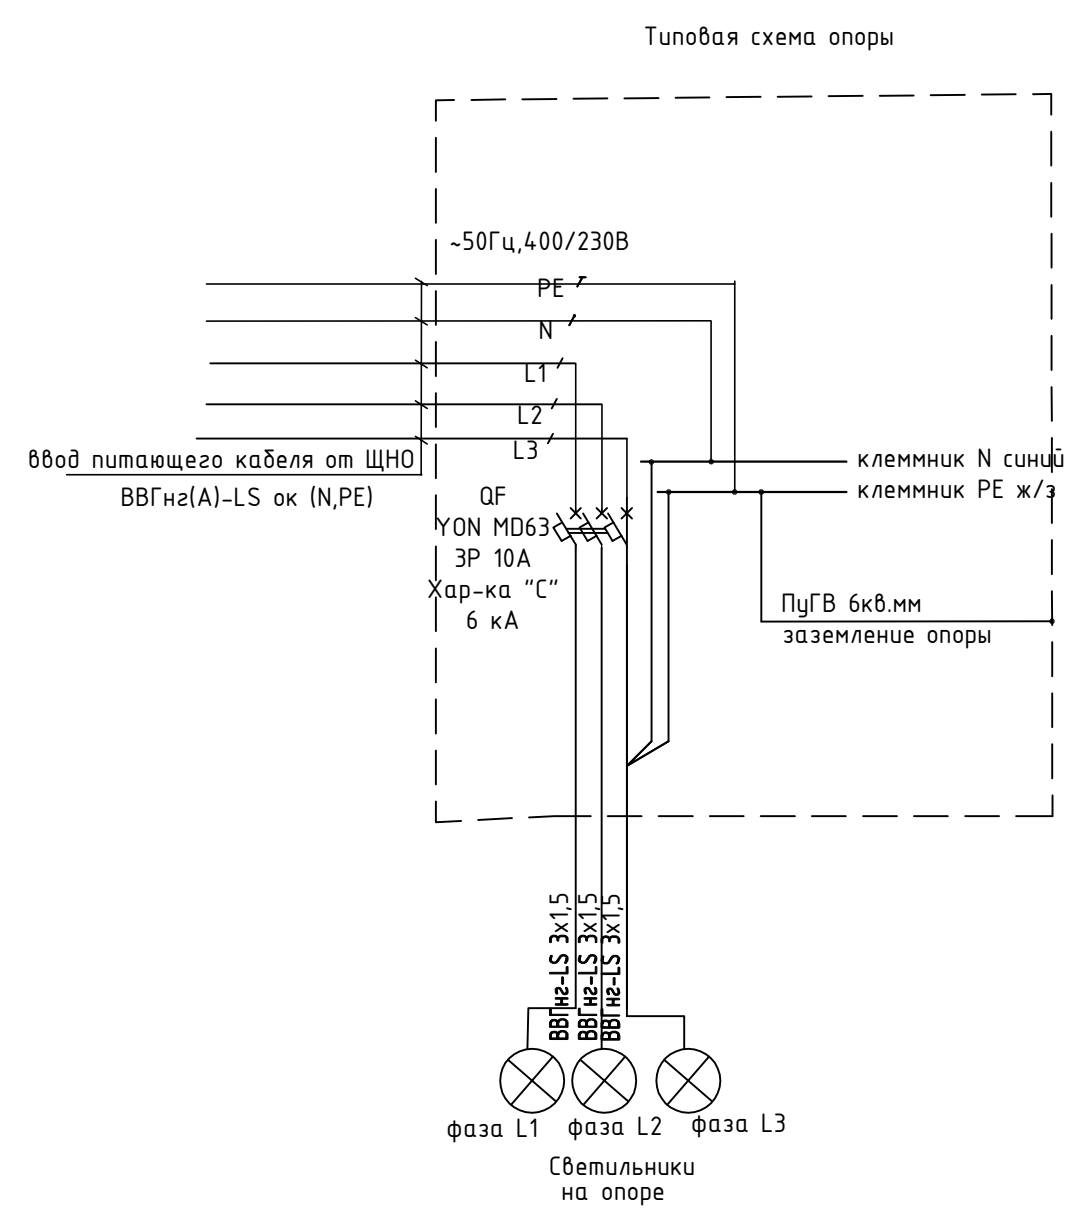 Типовая схема опоры
~50Гц,400/230В
PE
N
L1
L2
L3
ввод питающего кабеля от ЩНО
ВВГнг(А)-LS ок (N,PE)
клеммник N синий
клеммник PE ж/з
QF
YON MD63
3P 10А
Хар-ка "С"
6 кА
ПуГВ 6кв.мм
заземление опоры
ВВГнг-LS 3х1,5
ВВГнг-LS 3х1,5
ВВГнг-LS 3х1,5
фаза L1
фаза L2
фаза L3
Светильники
на опоре